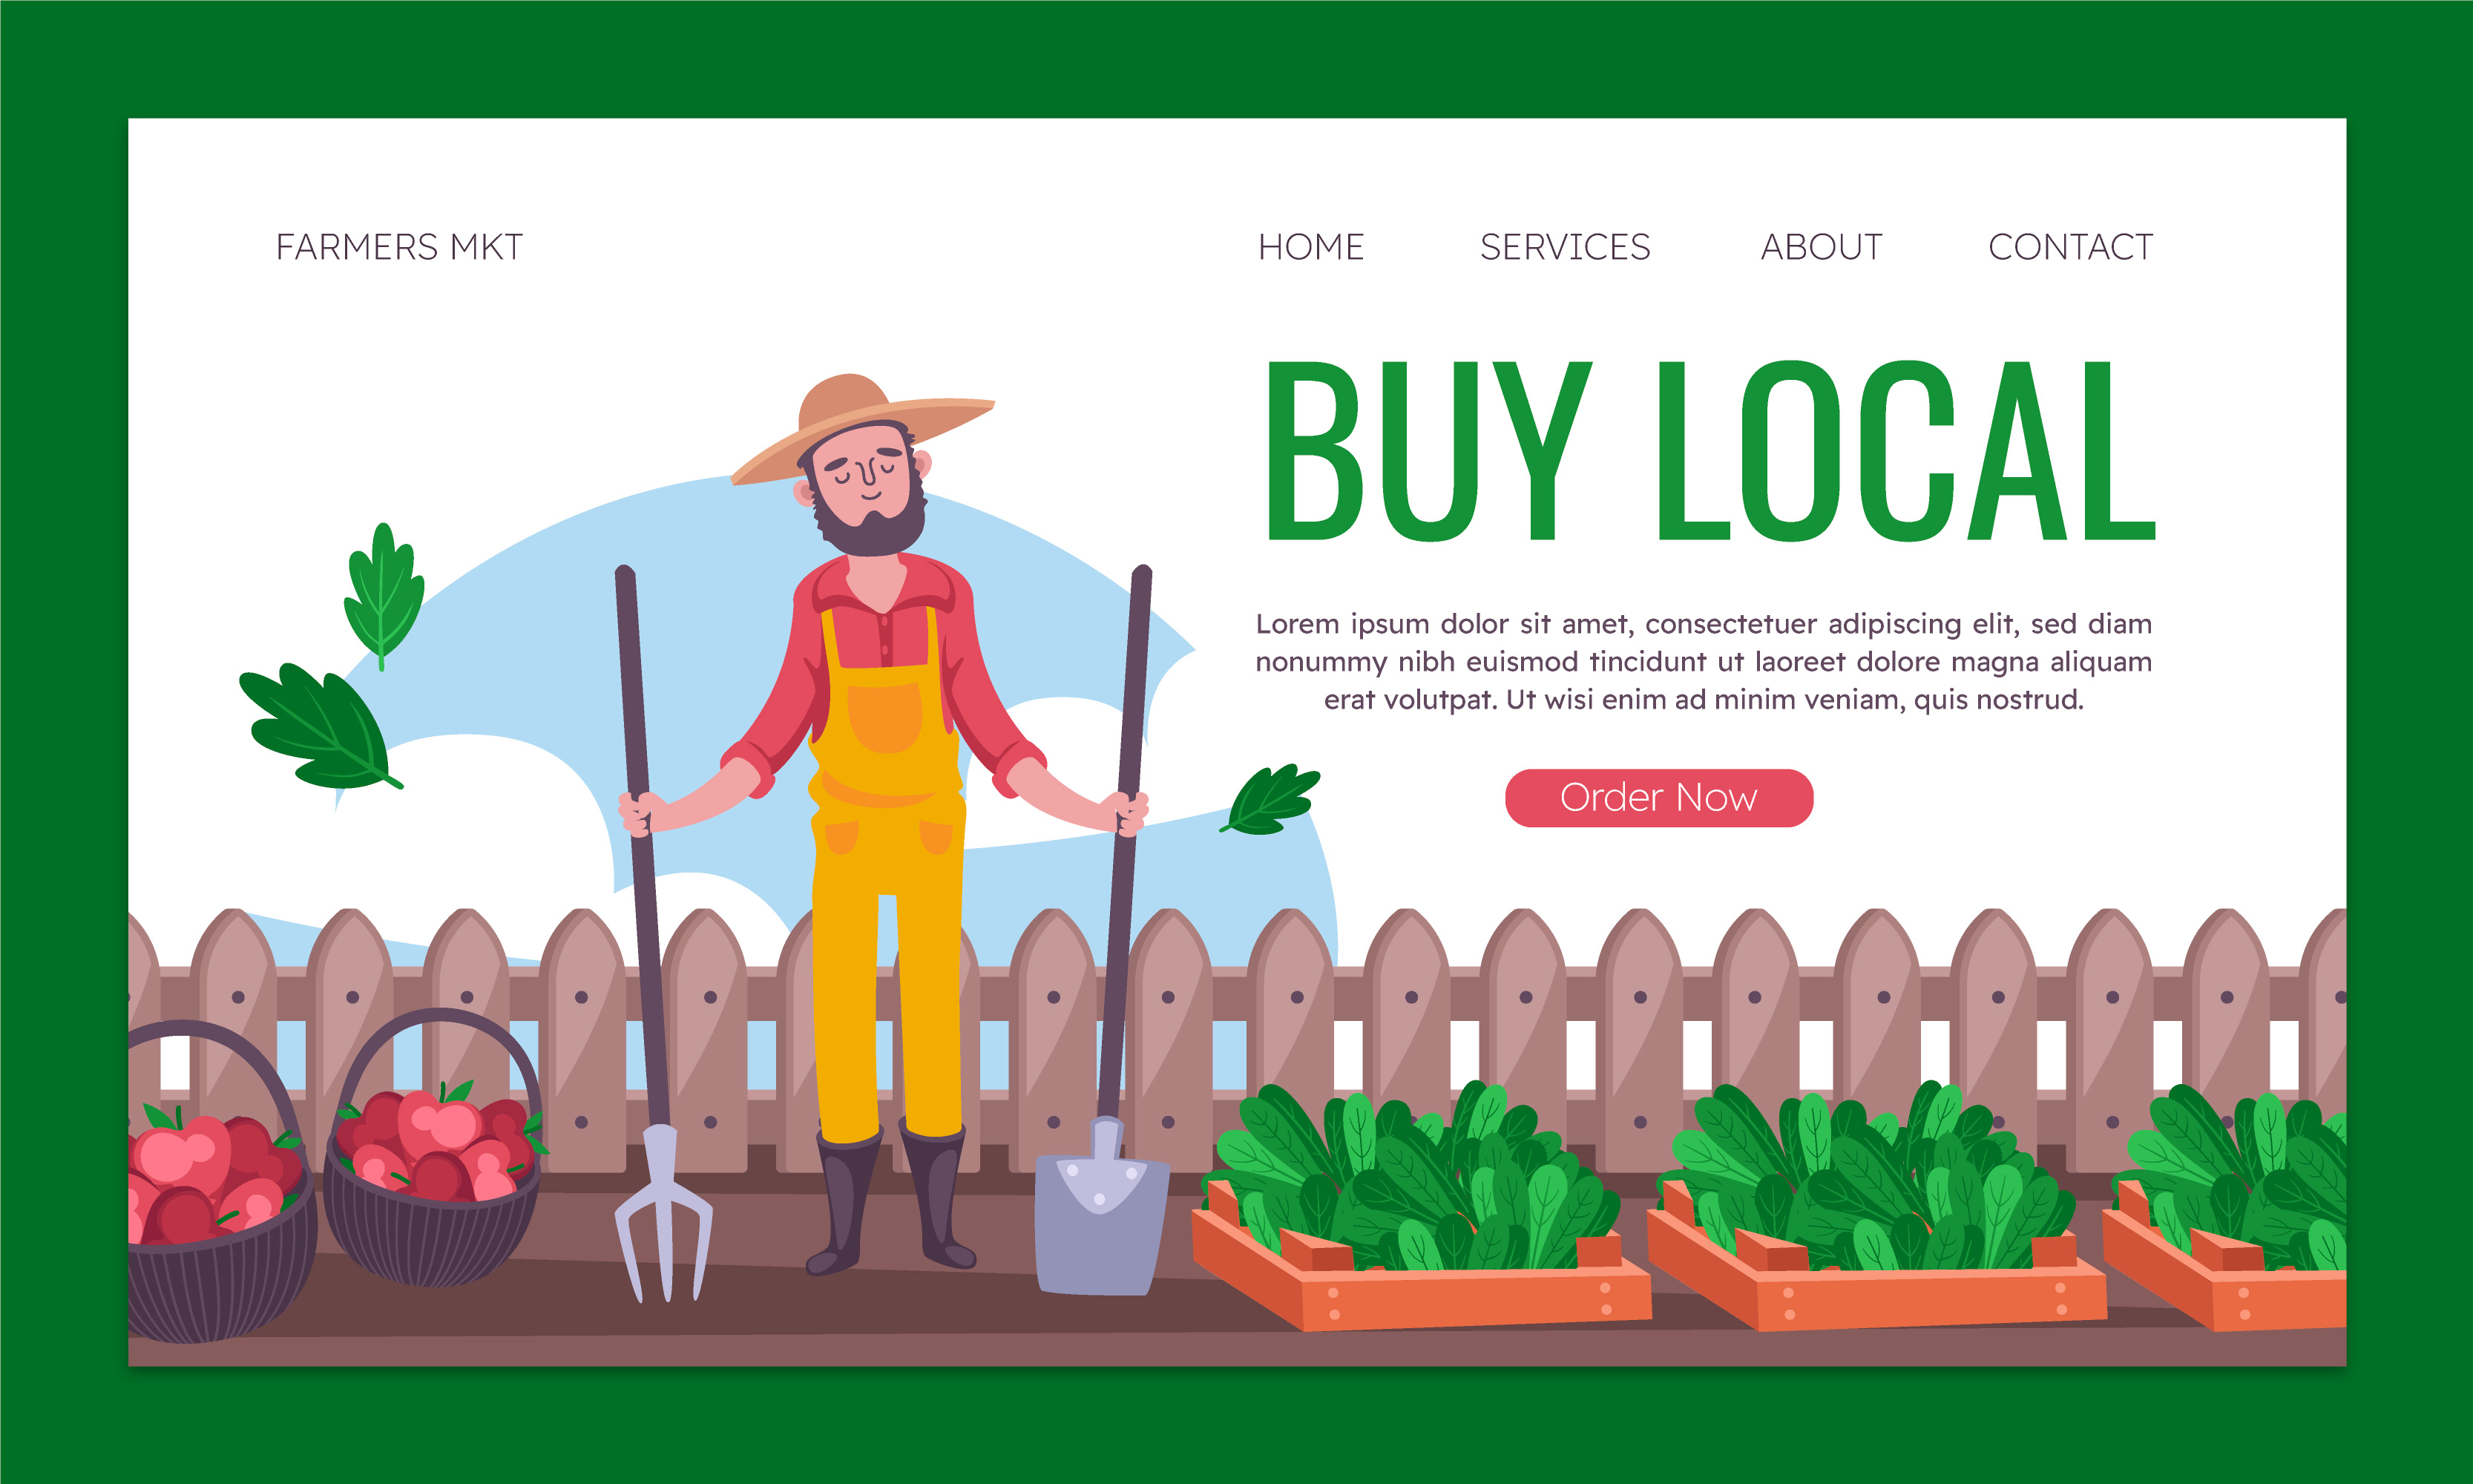 FARMERS MKT
HOME SERVICES ABOUT CONTACT
BUY LOCAL
Lorem ipsum dolor sit amet, consectetuer adipiscing elit, sed diam
nonummy nibh euismod tincidunt ut laoreet dolore magna aliquam
erat volutpat. Ut wisi enim ad minim veniam, quis nostrud.
Order Now